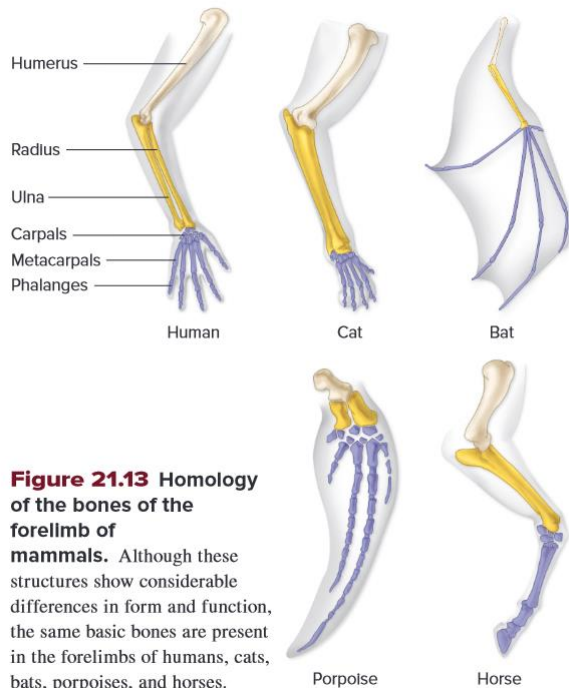 Humerus
Radius
Ulna
Carpals
Metacarpals
Phalanges
Human
Cat
Bat
Figure 21.13 Homology
of the bones of the
forelimb of
mammals. Although these
structures show considerable
differences in form and function,
the same basic bones are present
in the forelimbs of humans, cats,
bats, porpoises, and horses.
Porpoise
Horse